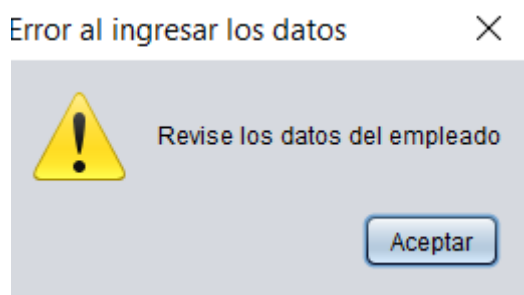 Error al ingresar los datos
Revise los datos del empleado
Aceptar